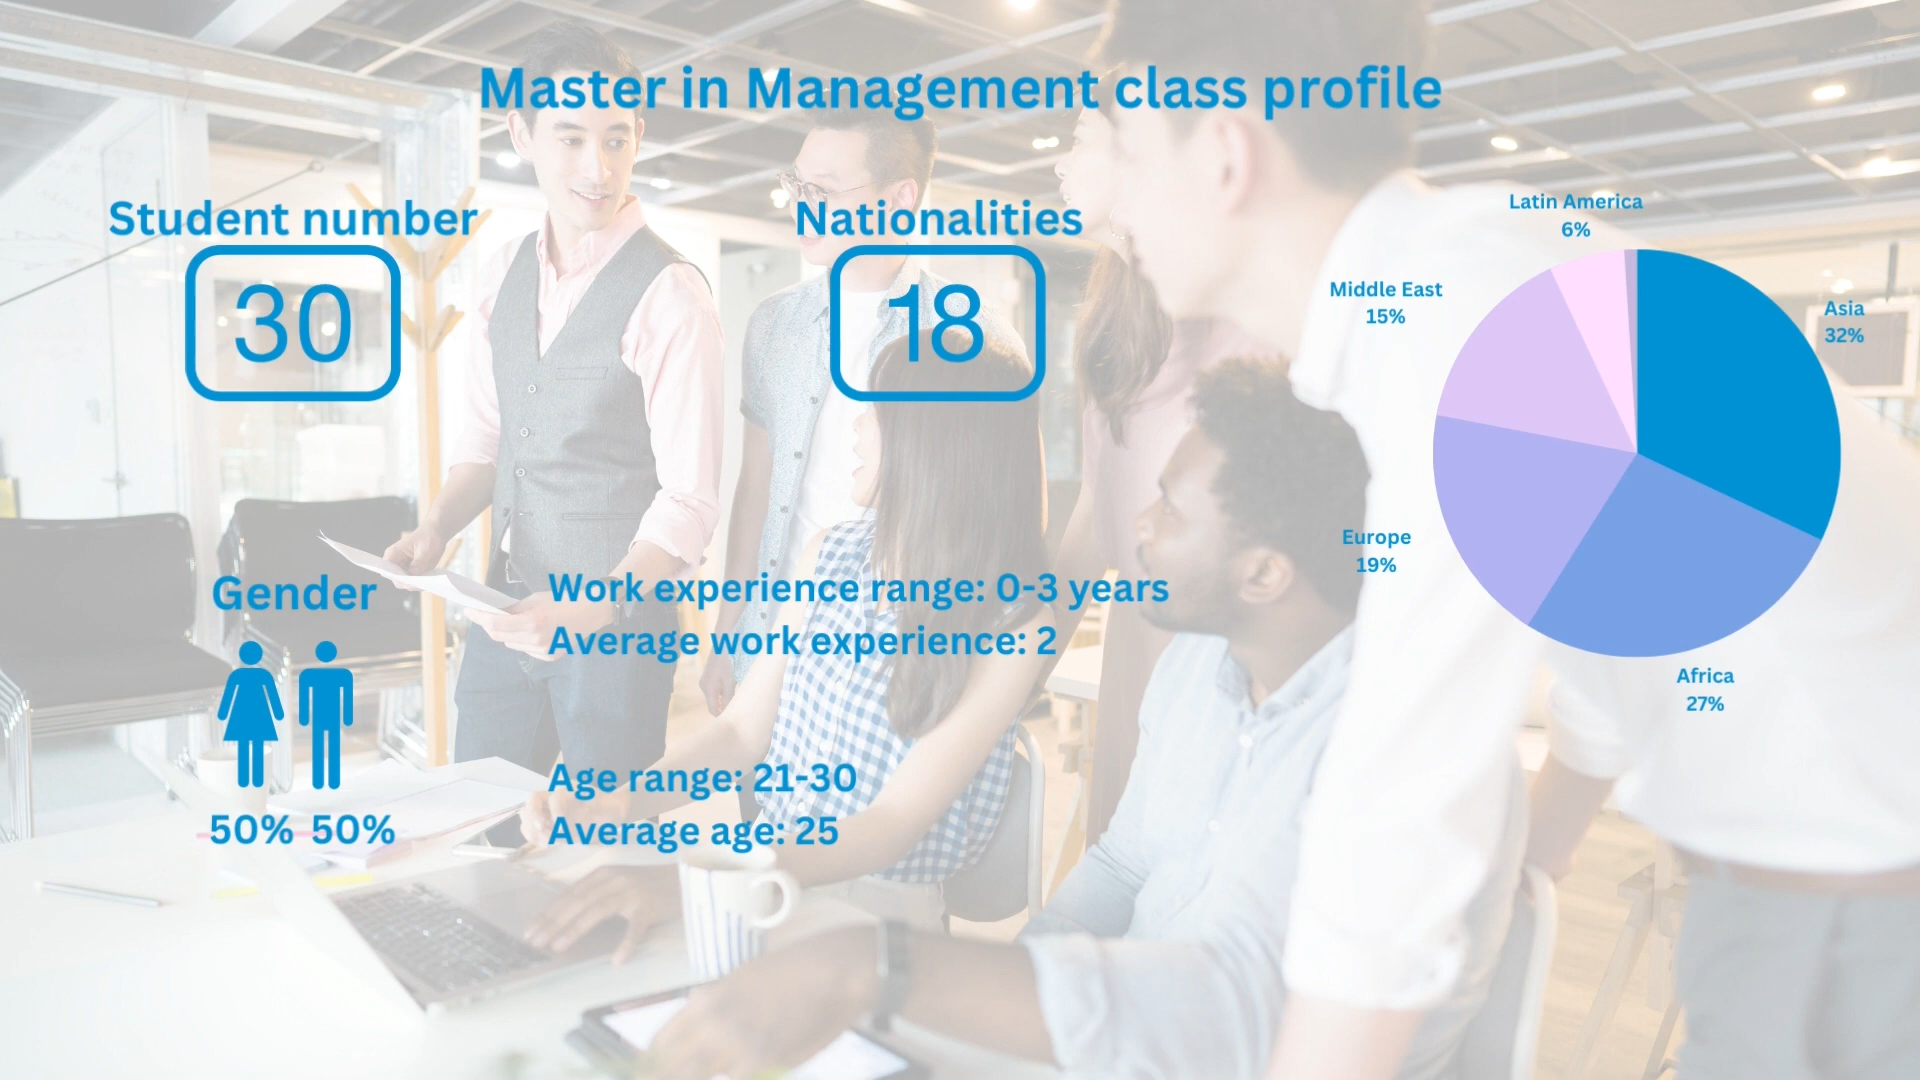 Master in Management class profile
Student number
30
Nationalities
18
Latin America
6%
Middle East
15%
Asia
32%
Europe
19%
Africa
27%
Gender
50% 50%
Work experience range: 0-3 years
Average work experience: 2
Age range: 21-30
Average age: 25